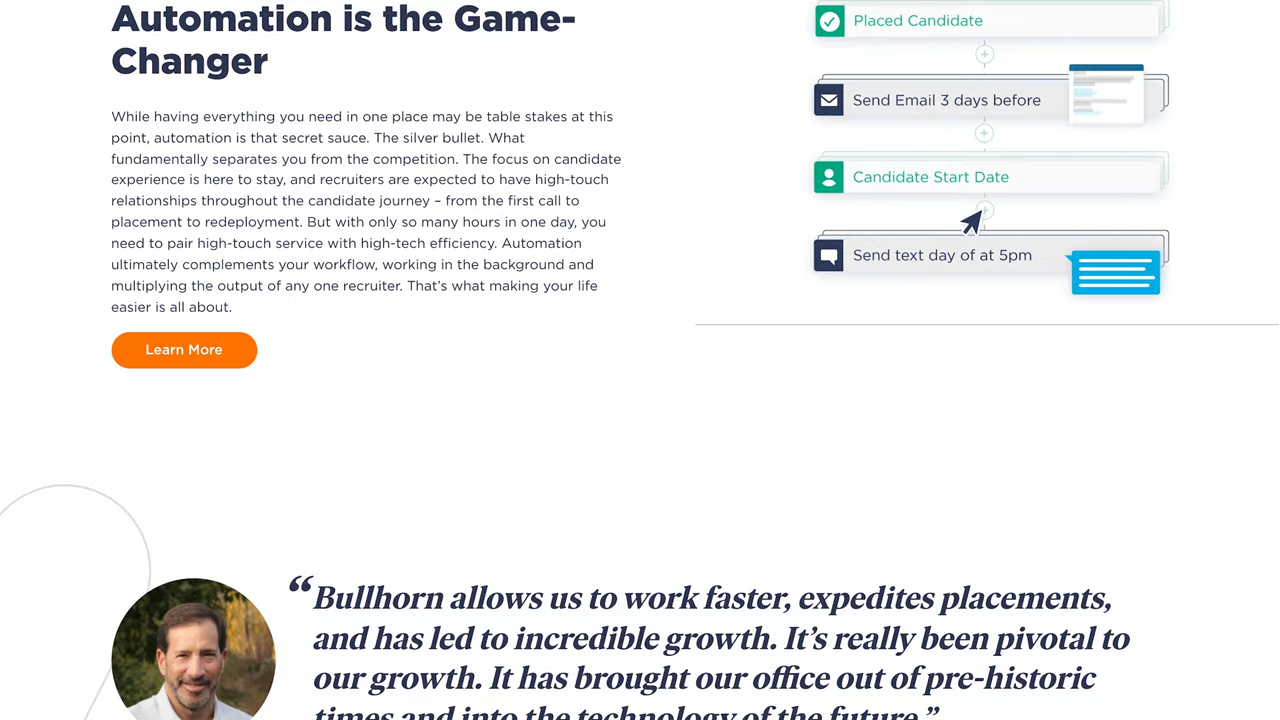 Automation is the Game-
Changer
While having everything you need in one place may be table stakes at this
point, automation is that secret sauce. The silver bullet. What
fundamentally separates you from the competition. The focus on candidate
experience is here to stay, and recruiters are expected to have high-touch
relationships throughout the candidate journey – from the first call to
placement to redeployment. But with only so many hours in one day, you
need to pair high-touch service with high-tech efficiency. Automation
ultimately complements your workflow, working in the background and
multiplying the output of any one recruiter. That’s what making your life
easier is all about.
Learn More
Placed Candidate
Send Email 3 days before
Candidate Start Date
Send text day of at 5pm
“Bullhorn allows us to work faster, expedites placements,
and has led to incredible growth. It’s really been pivotal to
our growth. It has brought our office out of pre-historic
times and into the technology of the future.”